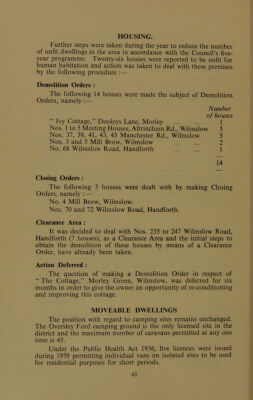 HOUSING.
Further steps were taken during the year to reduce the number
of unfit dwellings in the area in accordance with the Council's five-
year programme. Twenty-six houses were reported to be unfit for
human habitation and action was taken to deal with these premises
by the following procedure :—
Demolition Orders :
The following 14 houses were made the subject of Demolition
Orders, namely :—
Number
of houses
" Ivy Cottage," Dooleys Lane, Morley ... ... 1
Nos. 1 to 5 Meeting Houses, Altrincham Rd., Wilmslow 5
Nos. 37, 39, 41, 43, 45 Manchester Rd., Wilmslow 5
Nos. 3 and 5 Mill Brow, Wilmslow ... ... 2
No. 68 Wilmslow Road, Handforth ... ... 1
14
Closing Orders :
The following 3 houses were dealt with by making Closing
Orders, namely :—
No. 4 Mill Brow, Wilmslow.
Nos. 70 and 72 Wilmslow Road, Handforth.
Clearance Area :
It was decided to deal with Nos. 235 to 247 Wilmslow Road,
Handforth (7 houses), as a Clearance Area and the initial steps to
obtain the demolition of these houses by means of a Clearance
Order, have already been taken.
Action Deferred :
The question of making a Demolition Order in respect of
" The Cottage," Morley Green, Wilmslow, was deferred for six
months in order to give the owner an opportunity of re-conditioning
and improving this cottage.
MOVEABLE DWELLINGS
The position with regard to camping sites remains unchanged.
The Oversley Ford camping ground is the only licensed site in the
district and the maximum number of caravans permitted at any one
time is 45.
Under the Public Health Act 1936, five licences were issued
during 1959 permitting individual vans on isolated sites to be used
for residential purposes for short periods.
42